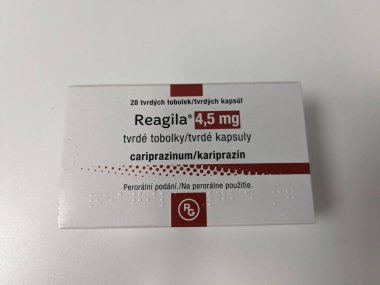 28 tvrdých tobolek/tvrdých kapsúl
Reagila® 4,5 mg
tvrdé tobolky/tvrdé kapsuly
cariprazinum/kariprazín
Perorální podání./Na perorálne použitie.
RG